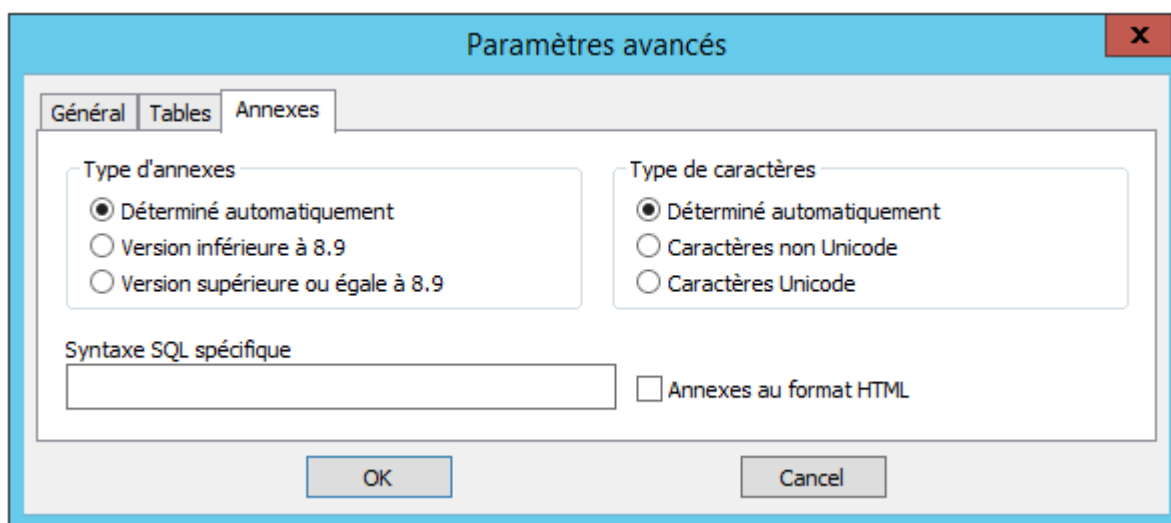 Paramètres avancés
x
Général Tables Annexes
Type d'annexes
Déterminé automatiquement
Version inférieure à 8.9
Version supérieure ou égale à 8.9
Type de caractères
Déterminé automatiquement
Caractères non Unicode
Caractères Unicode
Syntaxe SQL spécifique
Annexes au format HTML
OK Cancel